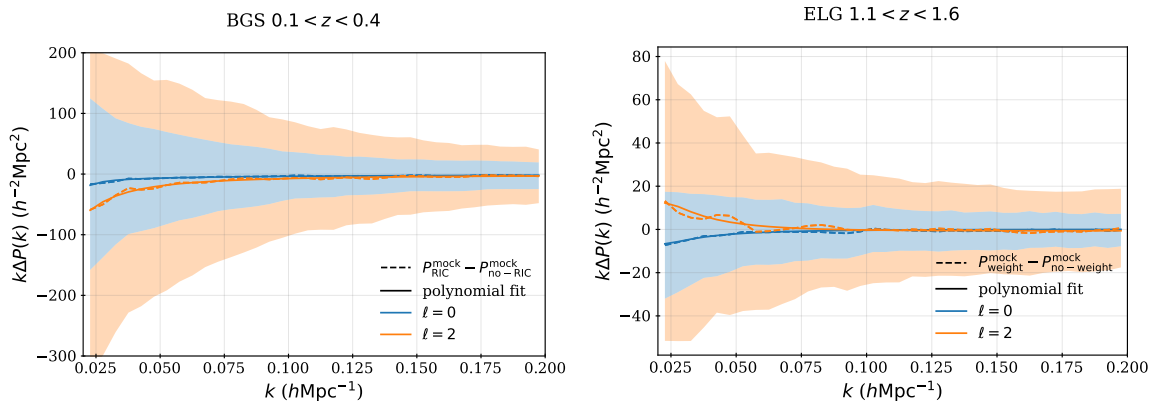 BGS 0.1 < z < 0.4
200
100
0
−100
−200
−300
kΔP(k) (h⁻²Mpc²)
P^mock_RIC − P^mock_no−RIC
polynomial fit
ℓ = 0
ℓ = 2
0.025 0.050 0.075 0.100 0.125 0.150 0.175 0.200
k (hMpc⁻¹)
ELG 1.1 < z < 1.6
80
60
40
20
0
−20
−40
kΔP(k) (h⁻²Mpc²)
P^mock_weight − P^mock_no−weight
polynomial fit
ℓ = 0
ℓ = 2
0.025 0.050 0.075 0.100 0.125 0.150 0.175 0.200
k (hMpc⁻¹)